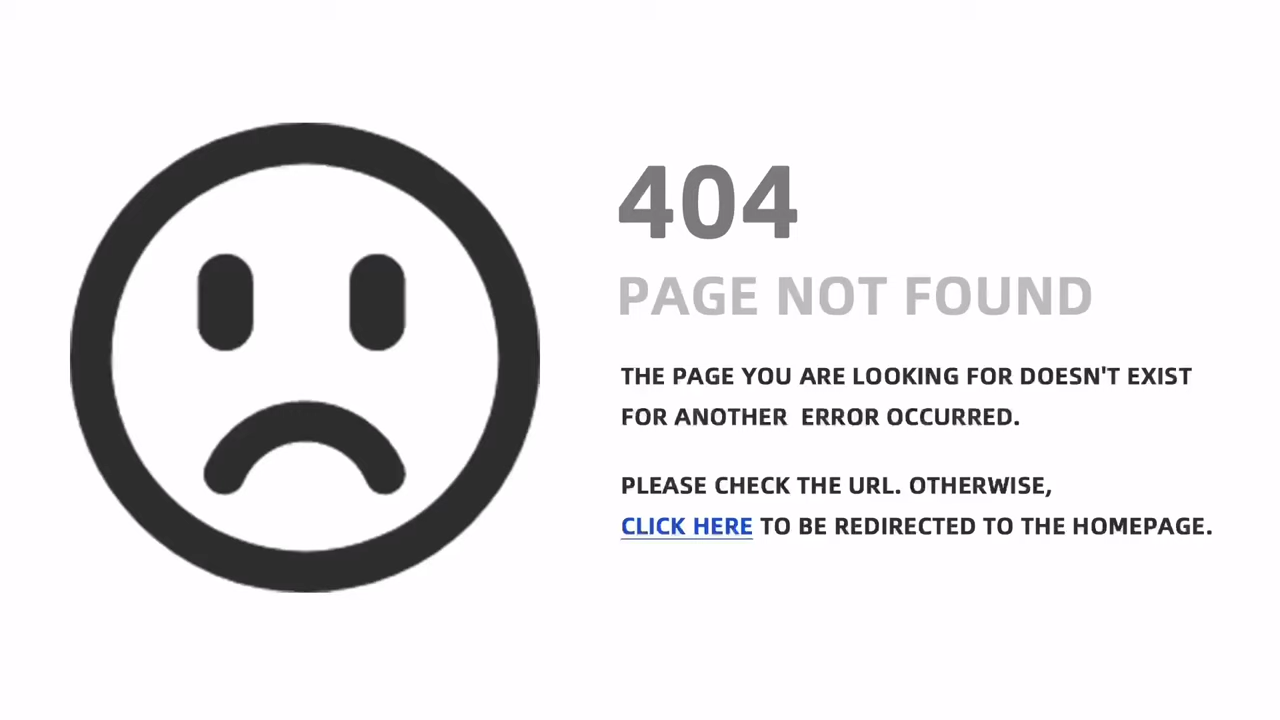 404
PAGE NOT FOUND
THE PAGE YOU ARE LOOKING FOR DOESN'T EXIST
FOR ANOTHER  ERROR OCCURRED.
PLEASE CHECK THE URL. OTHERWISE,
CLICK HERE TO BE REDIRECTED TO THE HOMEPAGE.